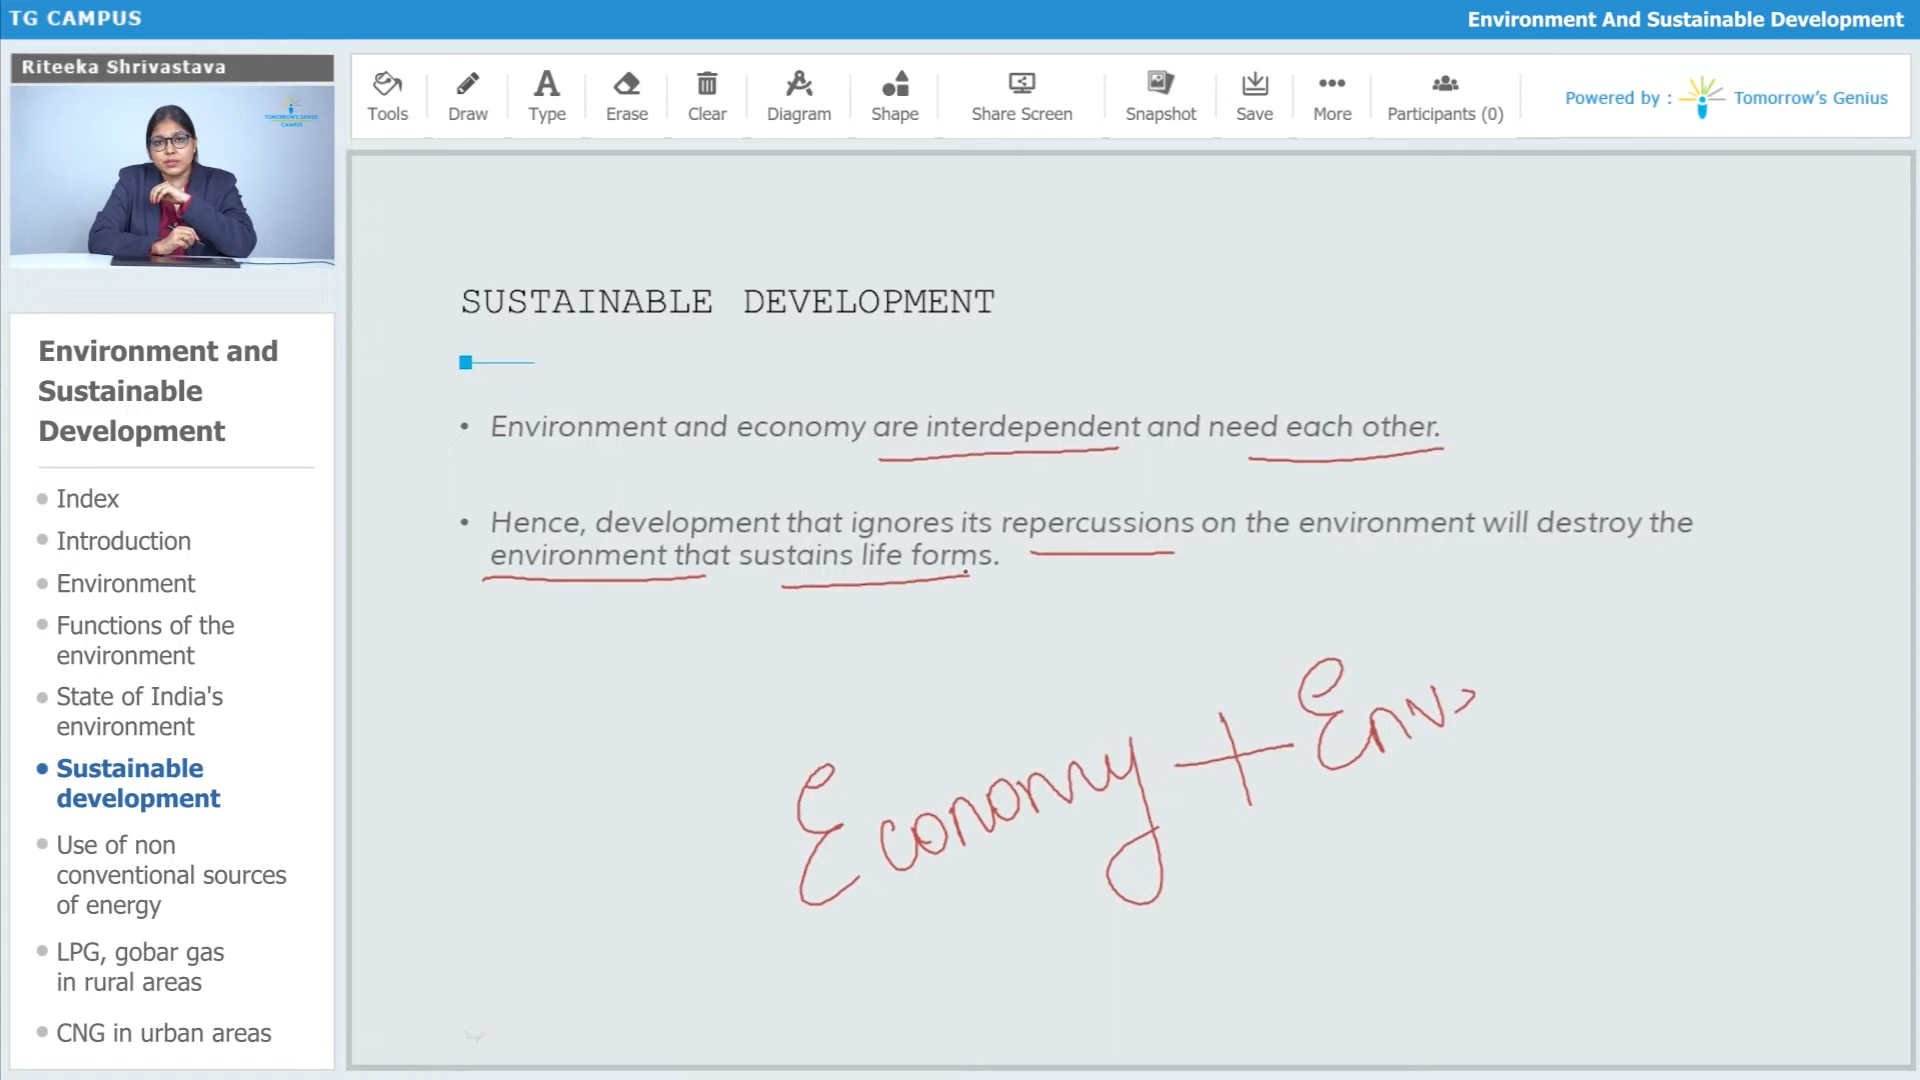 TG CAMPUS
Environment And Sustainable Development
Riteeka Shrivastava
TOMORROW'S GENIUS
CAMPUS
Tools
Draw
Type
Erase
Clear
Diagram
Shape
Share Screen
Snapshot
Save
More
Participants (0)
Powered by :
Tomorrow's Genius
Environment and
Sustainable
Development
Index
Introduction
Environment
Functions of the
environment
State of India's
environment
Sustainable
development
Use of non
conventional sources
of energy
LPG, gobar gas
in rural areas
CNG in urban areas
SUSTAINABLE DEVELOPMENT
• Environment and economy are interdependent and need each other.
• Hence, development that ignores its repercussions on the environment will destroy the
environment that sustains life forms.
Economy + Env